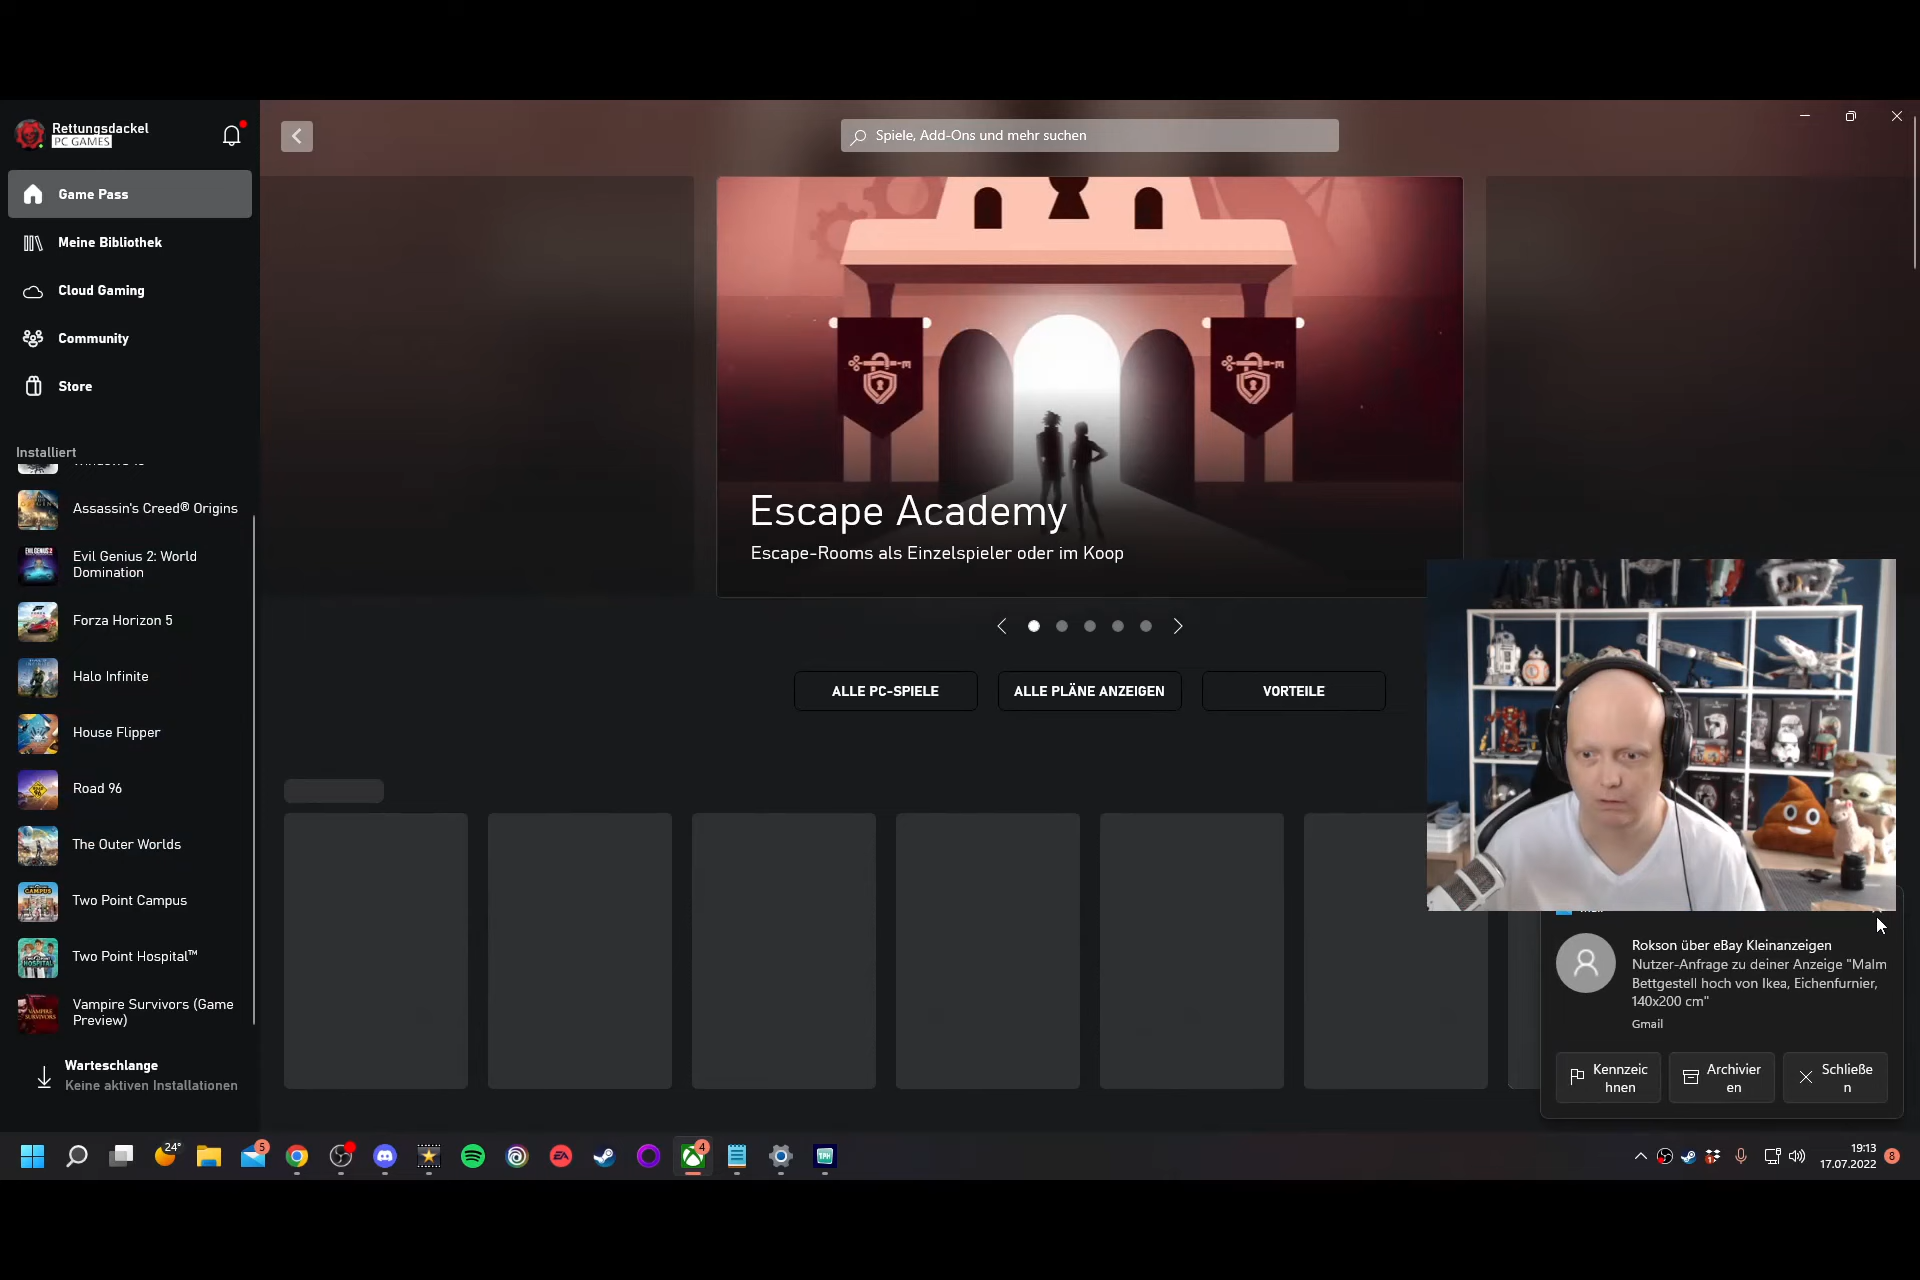 Rettungsdackel
PC GAMES
Spiele, Add-Ons und mehr suchen
Game Pass
Meine Bibliothek
Cloud Gaming
Community
Store
Installiert
Assassin's Creed® Origins
Evil Genius 2: World
Domination
Forza Horizon 5
Halo Infinite
House Flipper
Road 96
The Outer Worlds
Two Point Campus
Two Point Hospital™
Vampire Survivors (Game
Preview)
Warteschlange
Keine aktiven Installationen
Escape Academy
Escape-Rooms als Einzelspieler oder im Koop
ALLE PC-SPIELE
ALLE PLÄNE ANZEIGEN
VORTEILE
Rokson über eBay Kleinanzeigen
Nutzer-Anfrage zu deiner Anzeige "Malm
Bettgestell hoch von Ikea, Eichenfurnier,
140x200 cm"
Gmail
Kennzeic
hnen
Archivier
en
Schließe
n
24°
5
EA
4
TPH
19:13
17.07.2022
8